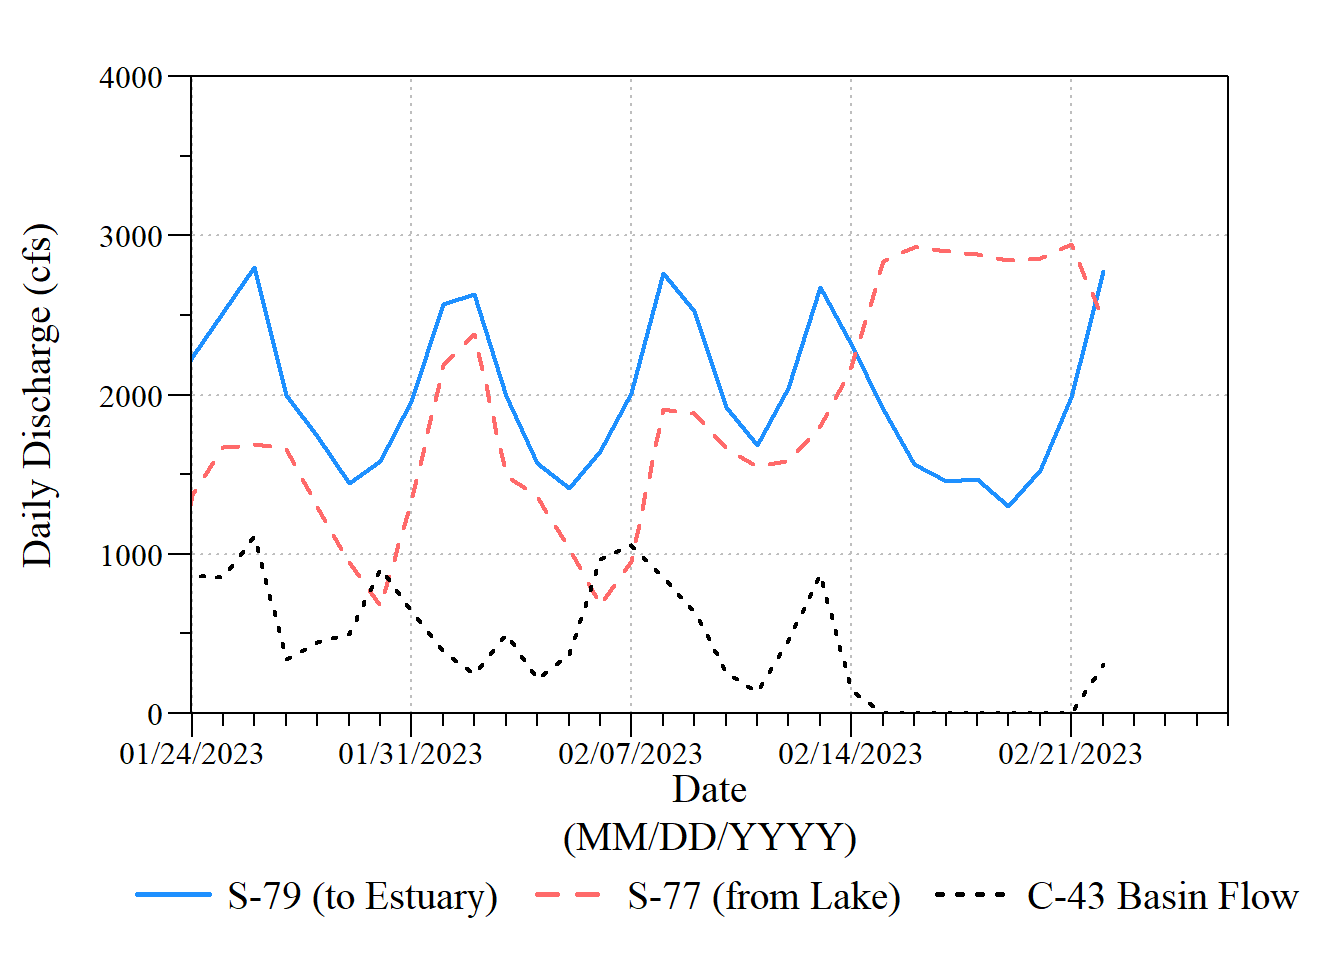 Daily Discharge (cfs)
4000
3000
2000
1000
0
01/24/2023 01/31/2023 02/07/2023 02/14/2023 02/21/2023
Date
(MM/DD/YYYY)
S-79 (to Estuary) S-77 (from Lake) C-43 Basin Flow